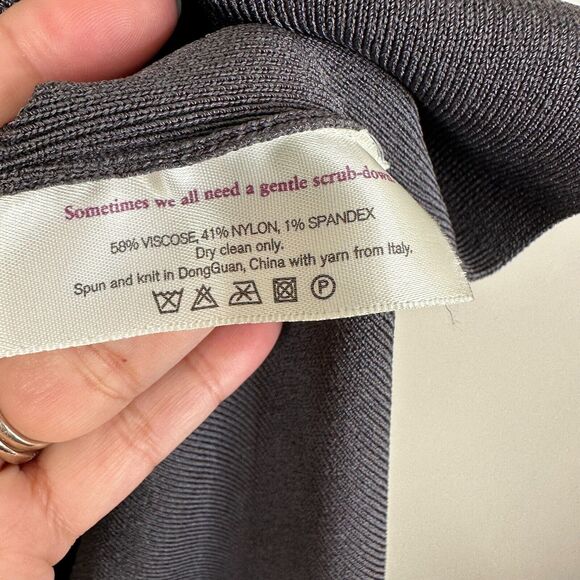 Sometimes we all need a gentle scrub-down
58% VISCOSE, 41% NYLON, 1% SPANDEX
Dry clean only.
Spun and knit in DongGuan, China with yarn from Italy.
P